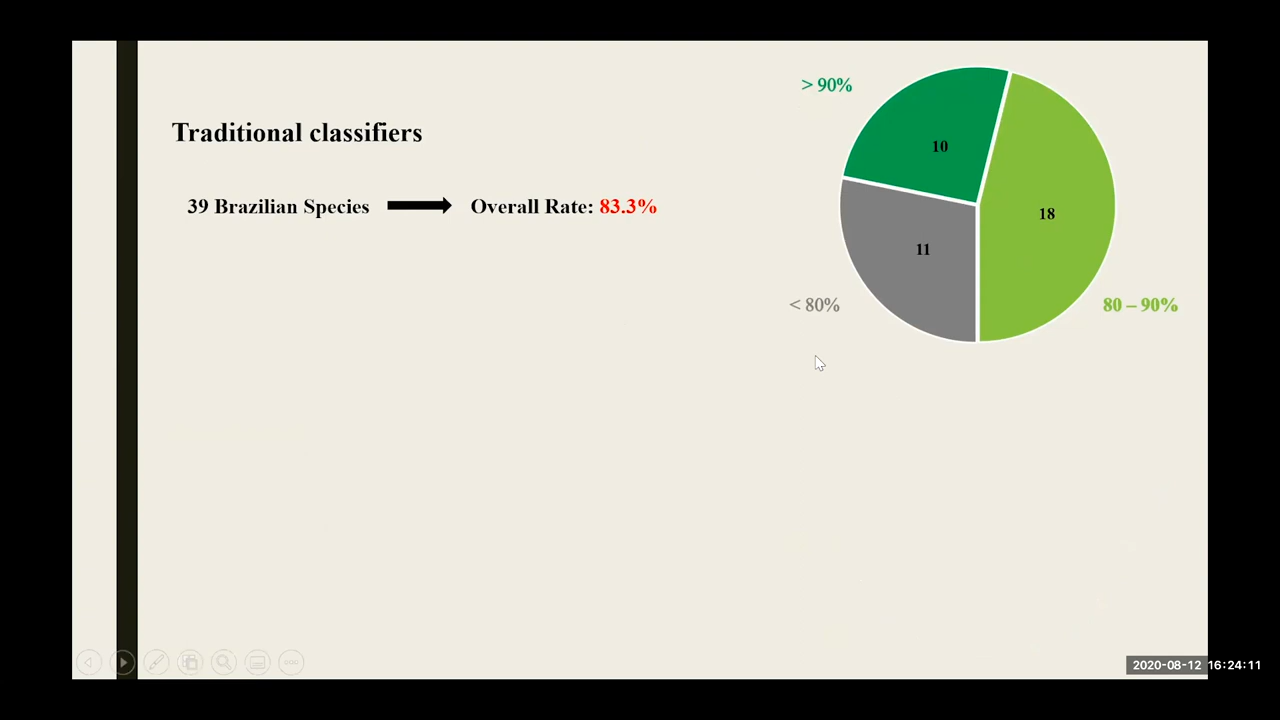 > 90%
Traditional classifiers
10
39 Brazilian Species
Overall Rate: 83.3%
18
11
< 80%
80 – 90%
2020-08-12 16:24:11